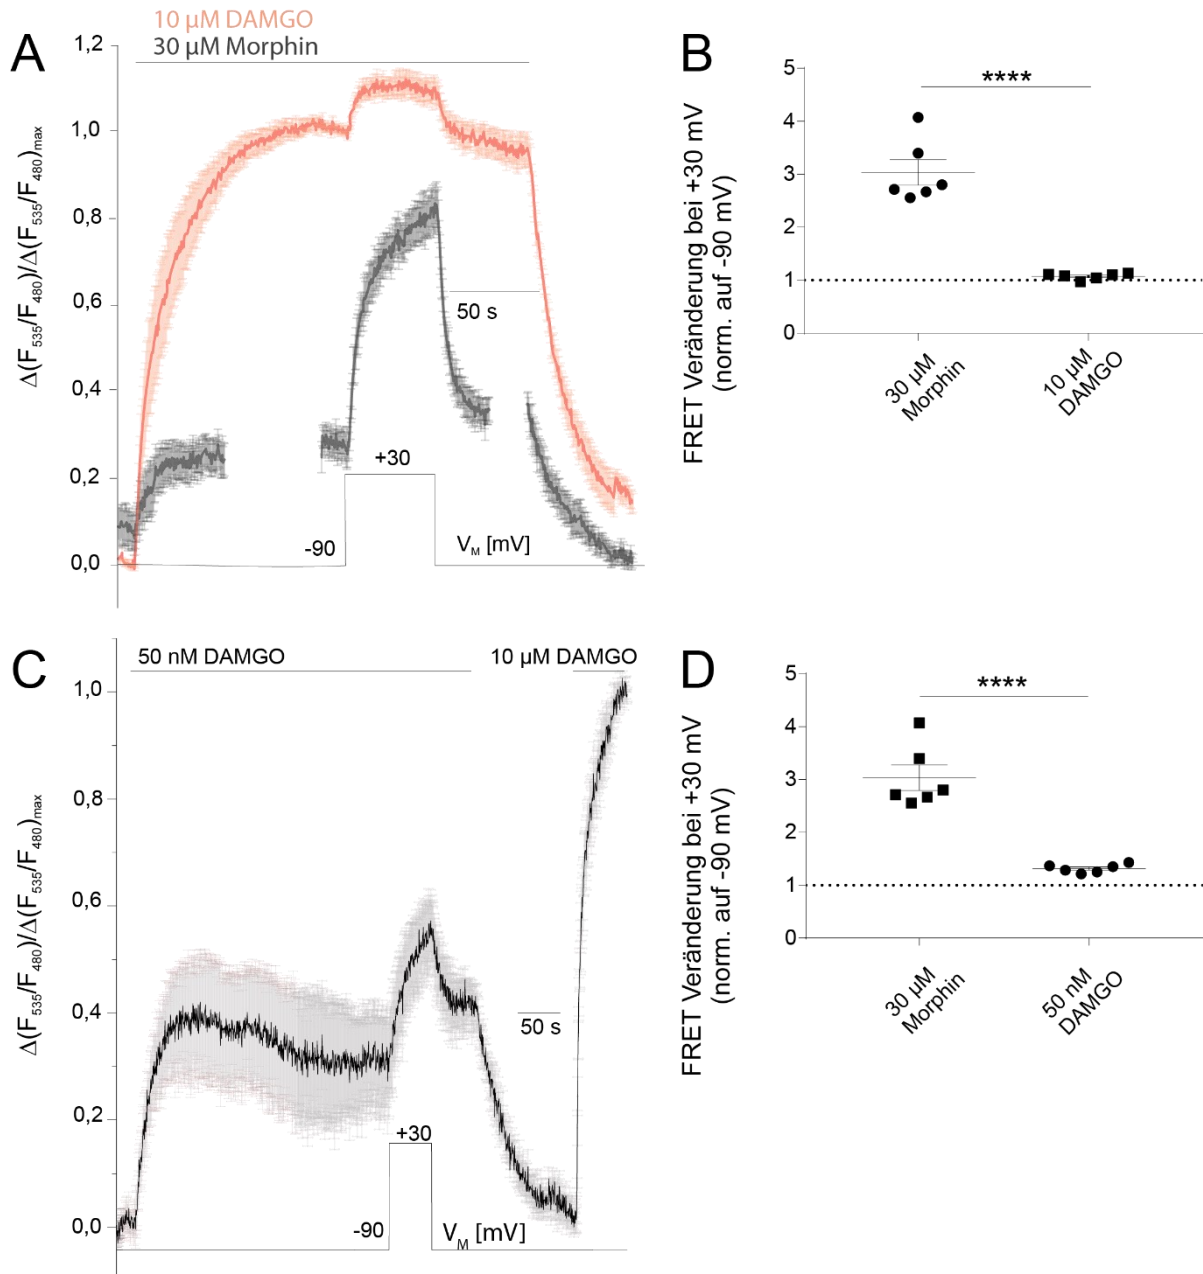 A
10 µM DAMGO
30 µM Morphin
1,2
1,0
0,8
0,6
0,4
0,2
0,0
Δ(F535/F480)/Δ(F535/F480)max
50 s
+30
-90
VM [mV]
B
5
4
3
2
1
0
****
FRET Veränderung bei +30 mV
(norm. auf -90 mV)
30 µM
Morphin
10 µM
DAMGO
C
50 nM DAMGO
10 µM DAMGO
1,0
0,8
0,6
0,4
0,2
0,0
Δ(F535/F480)/Δ(F535/F480)max
50 s
+30
-90
VM [mV]
D
5
4
3
2
1
0
****
FRET Veränderung bei +30 mV
(norm. auf -90 mV)
30 µM
Morphin
50 nM
DAMGO